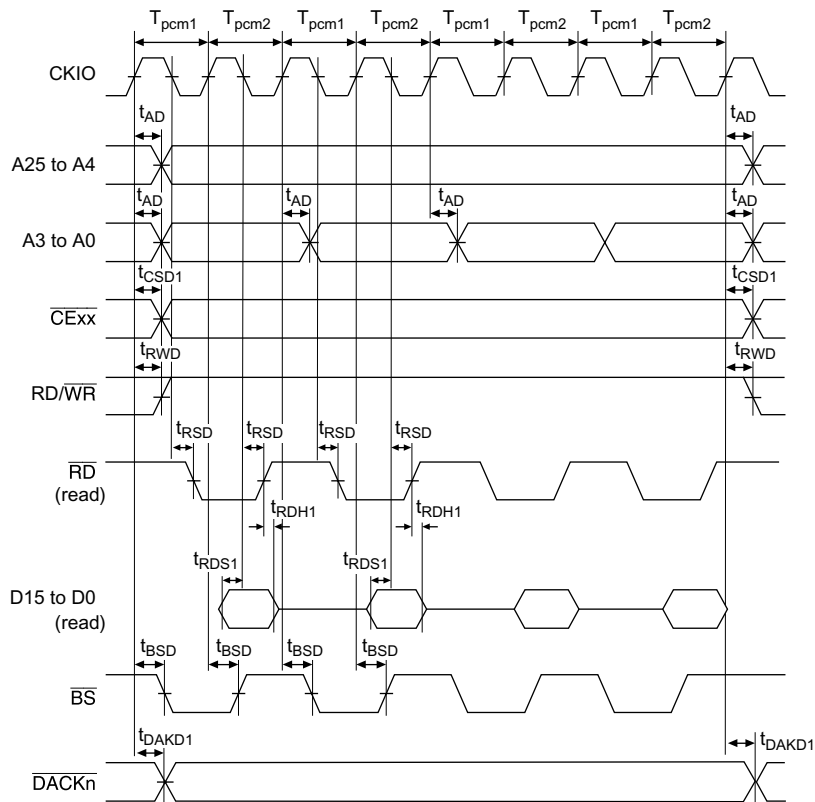 Tpcm1 Tpcm2 Tpcm1 Tpcm2 Tpcm1 Tpcm2 Tpcm1 Tpcm2
CKIO
tAD tAD
A25 to A4
tAD tAD tAD tAD
A3 to A0
tCSD1 tCSD1
CExx
tRWD tRWD
RD/WR
tRSD tRSD tRSD tRSD
RD
(read)
tRDH1 tRDH1
tRDS1 tRDS1
D15 to D0
(read)
tBSD tBSD tBSD tBSD
BS
tDAKD1 tDAKD1
DACKn